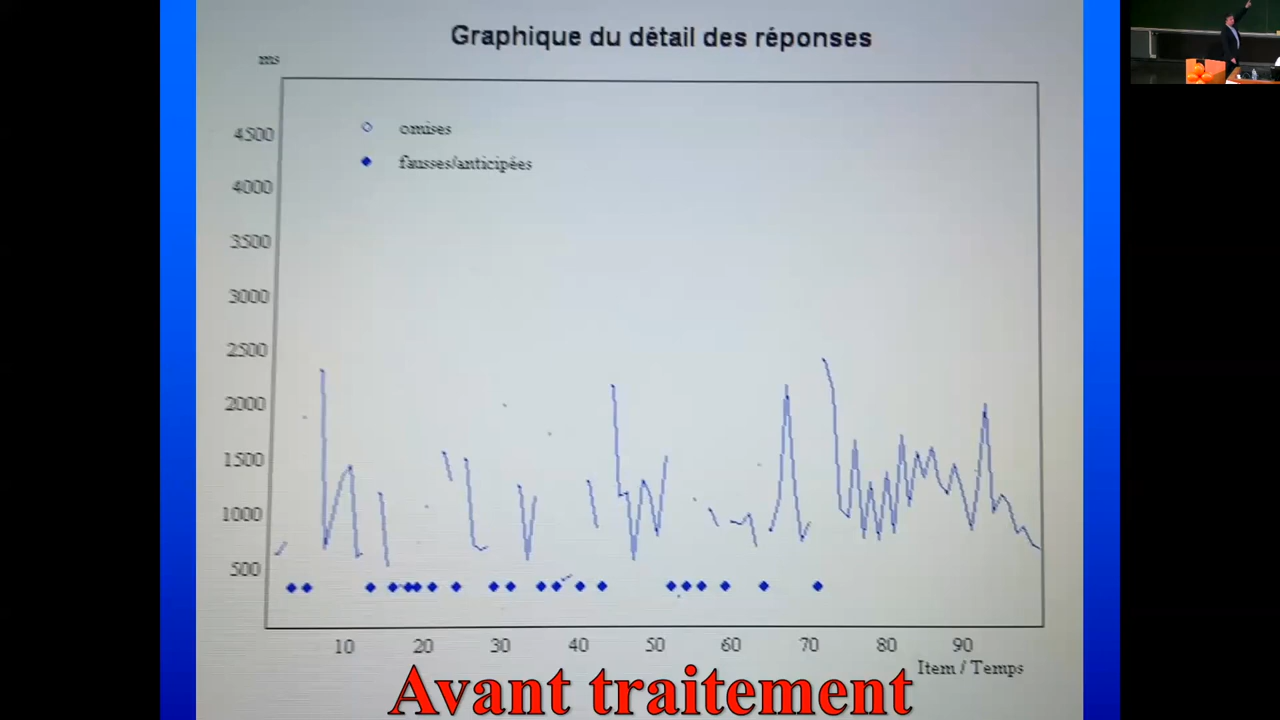 Graphique du détail des réponses
ms
omises
fausses/anticipées
4500
4000
3500
3000
2500
2000
1500
1000
500
10 20 30 40 50 60 70 80 90
Item / Temps
Avant traitement